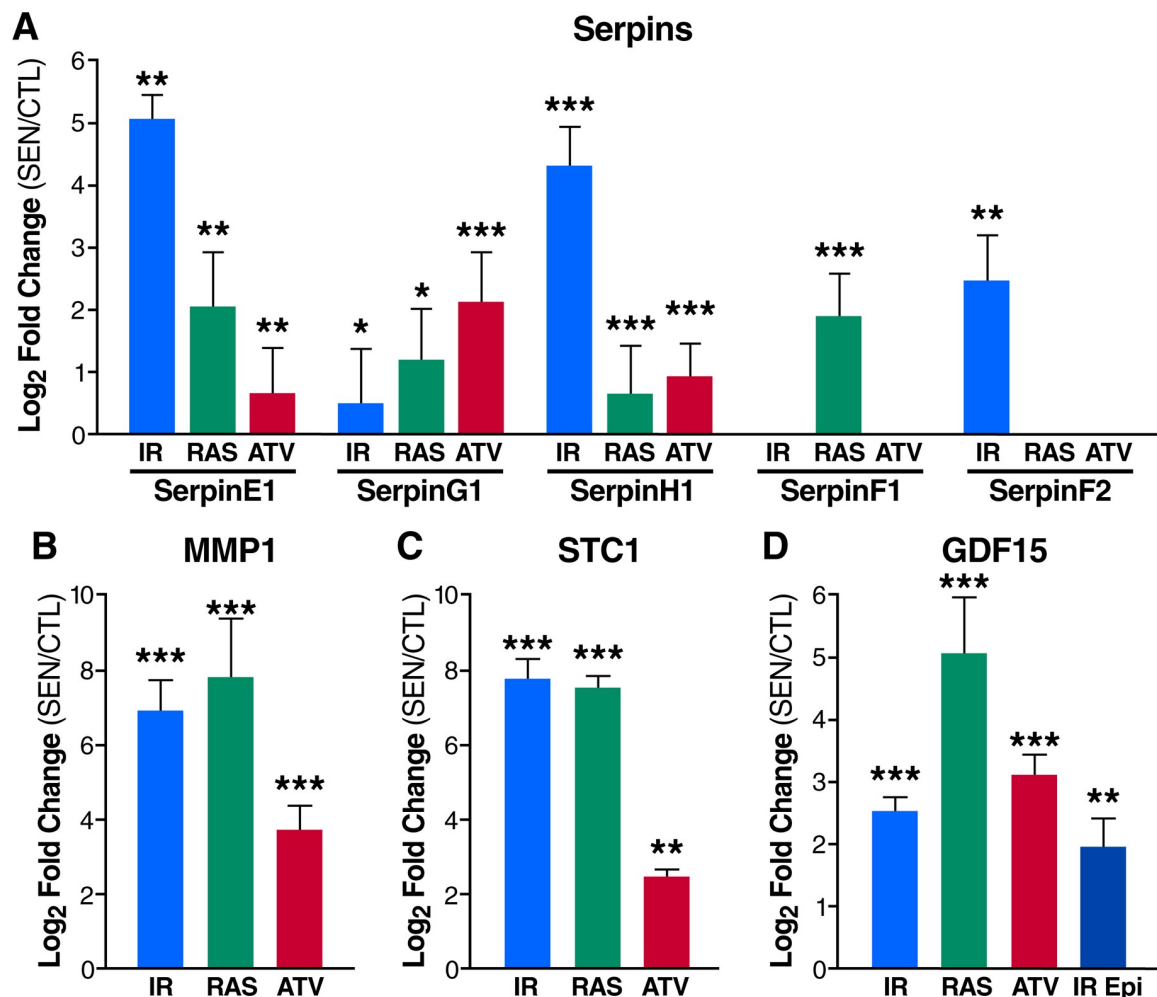 A
Serpins
Log2 Fold Change (SEN/CTL)
6
5
4
3
2
1
0
** ** ** * * *** *** *** *** *** **
IR RAS ATV IR RAS ATV IR RAS ATV IR RAS ATV IR RAS ATV
SerpinE1 SerpinG1 SerpinH1 SerpinF1 SerpinF2
B
MMP1
Log2 Fold Change (SEN/CTL)
10
8
6
4
2
0
*** *** ***
IR RAS ATV
C
STC1
Log2 Fold Change (SEN/CTL)
10
8
6
4
2
0
*** *** **
IR RAS ATV
D
GDF15
Log2 Fold Change (SEN/CTL)
6
5
4
3
2
1
0
*** *** *** **
IR RAS ATV IR Epi